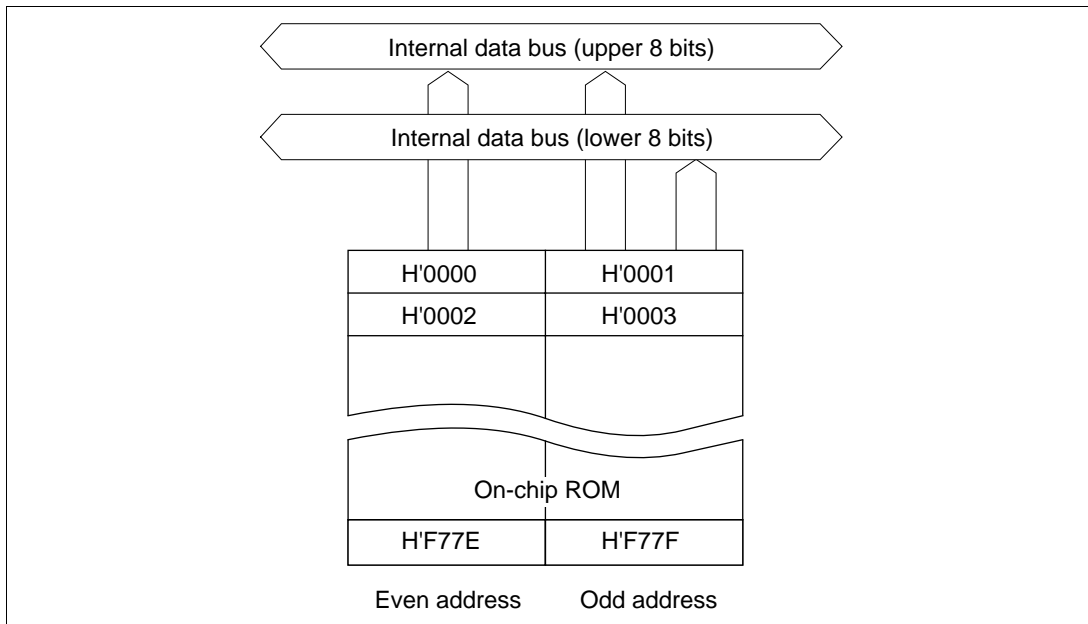 Internal data bus (upper 8 bits)
Internal data bus (lower 8 bits)
H'0000 H'0001
H'0002 H'0003
On-chip ROM
H'F77E H'F77F
Even address Odd address